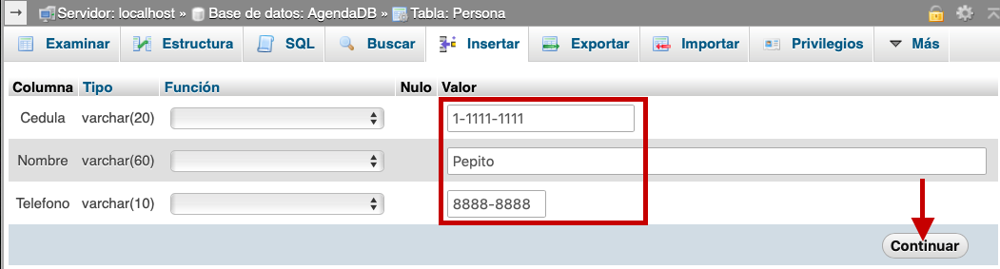 Servidor: localhost » Base de datos: AgendaDB » Tabla: Persona
Examinar Estructura SQL Buscar Insertar Exportar Importar Privilegios Más
Columna Tipo Función Nulo Valor
Cedula varchar(20) 1-1111-1111
Nombre varchar(60) Pepito
Telefono varchar(10) 8888-8888
Continuar